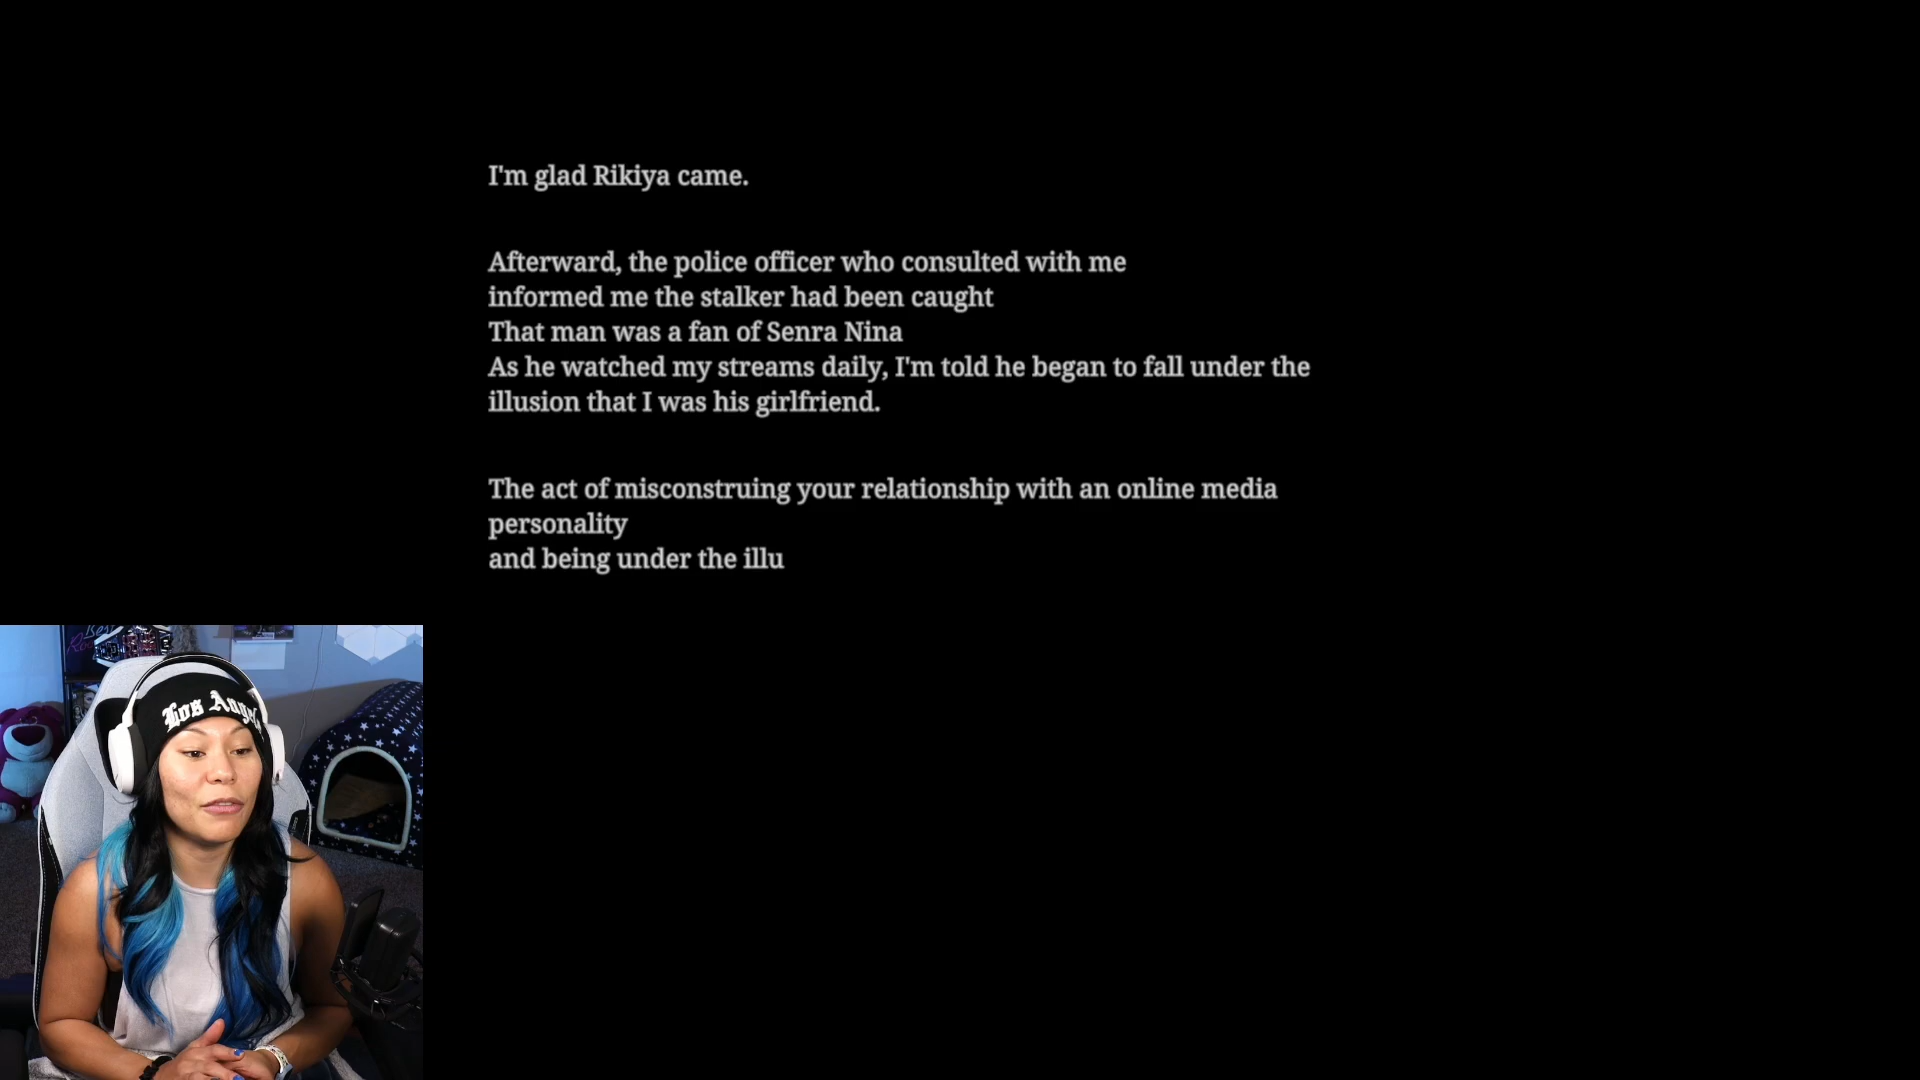 I'm glad Rikiya came.
Afterward, the police officer who consulted with me
informed me the stalker had been caught
That man was a fan of Senra Nina
As he watched my streams daily, I'm told he began to fall under the
illusion that I was his girlfriend.
The act of misconstruing your relationship with an online media
personality
and being under the illu
Los Angel